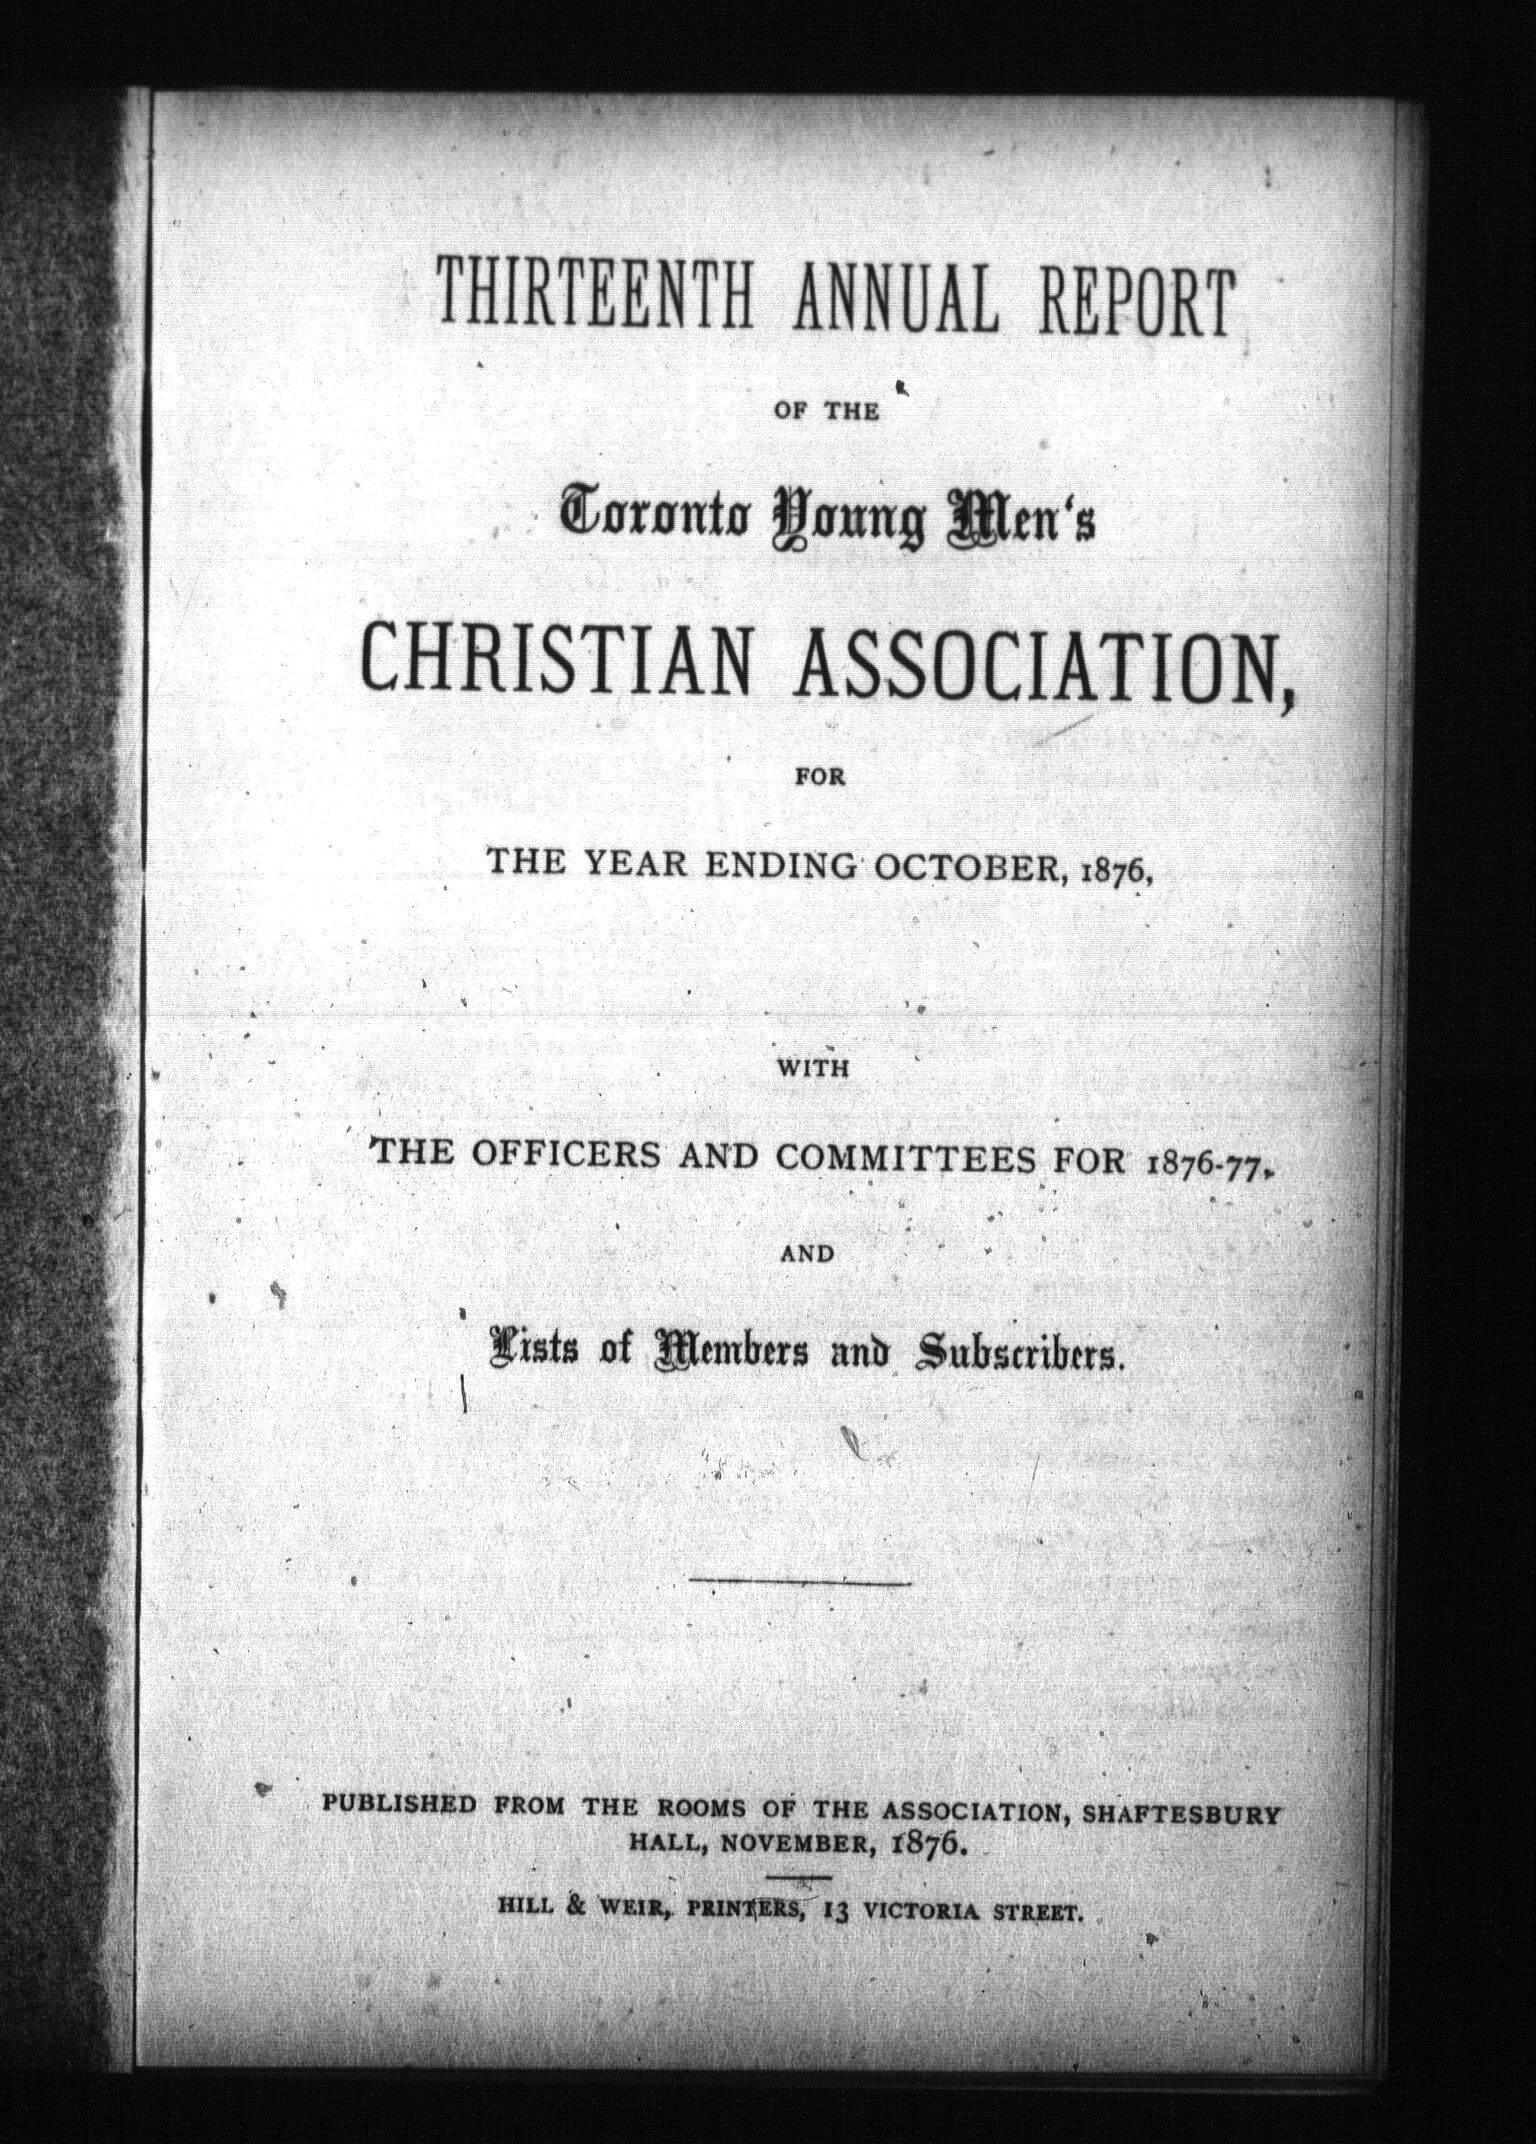 THIRTEENTH ANNUAL REPORT
OF THE
Toronto Young Men‘s
CHRISTIAN ASSOCIATION,
FOR
THE YEAR ENDING OCTOBER, 1876,
WITH
THE OFFICERS AND COMMITTEES FOR 1876-77.
AND
Lists of Members and Subscribers.
PUBLISHED FROM THE ROOMS OF THE ASSOCIATION, SHAFTESBURY
HALL, NOVEMBER, 1876.
HILL & WEIR, PRINTERS, 13 VICTORIA STREET.